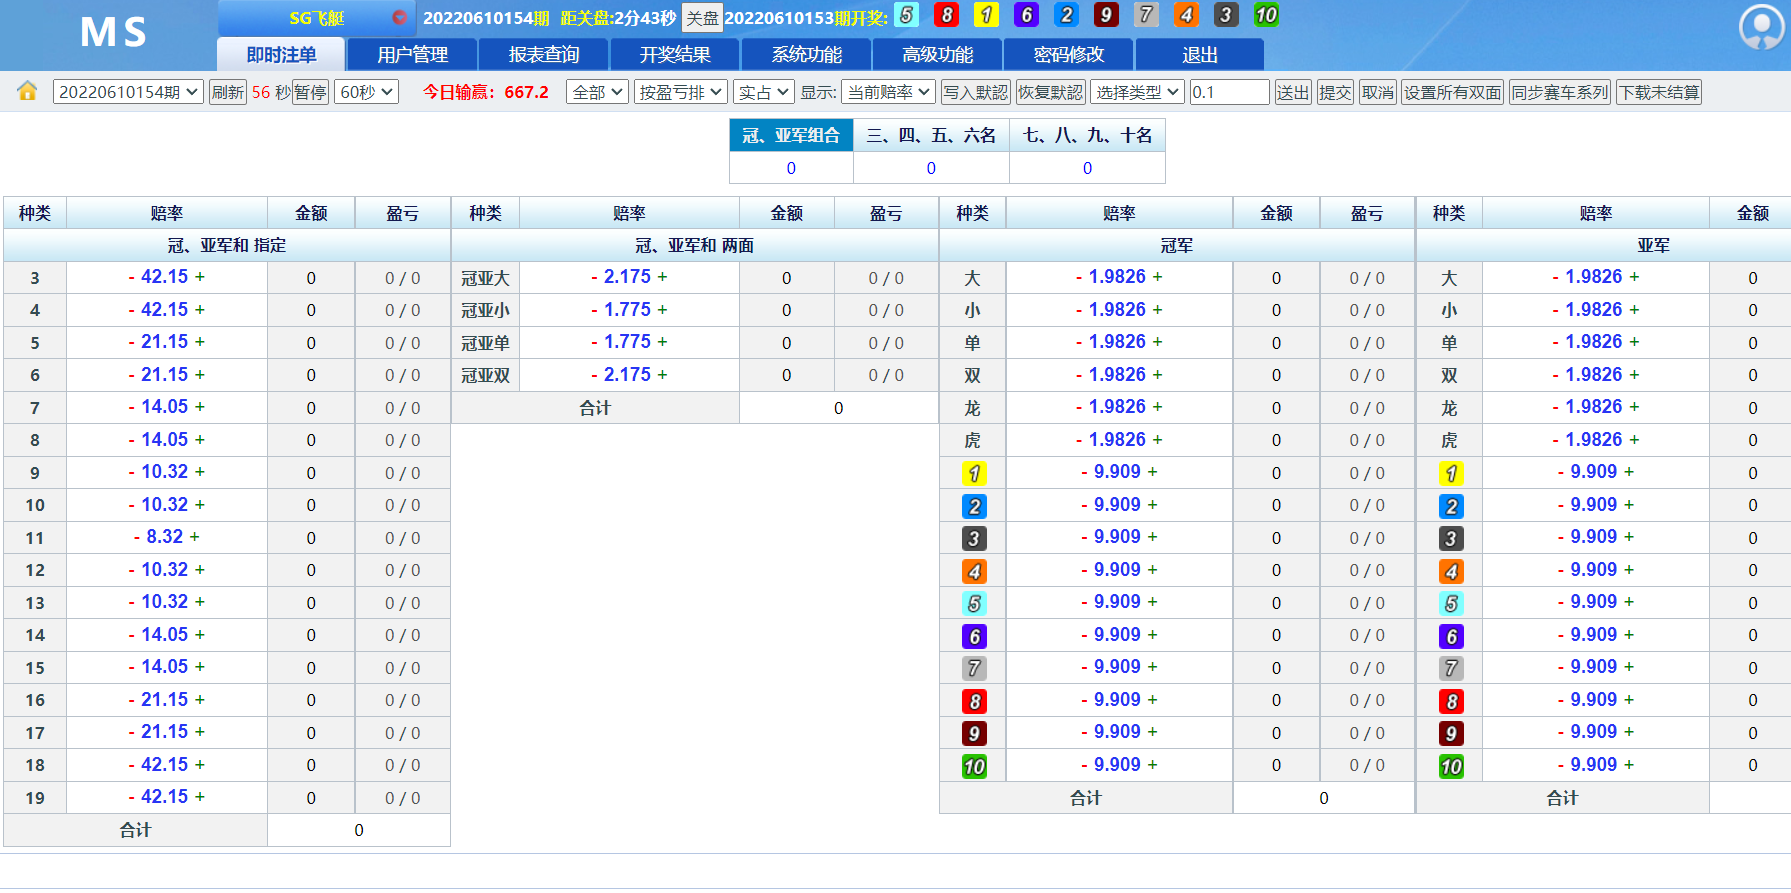 MS
SG飞艇
20220610154期 距关盘:2分43秒 关盘 20220610153期开奖: 5 8 1 6 2 9 7 4 3 10
即时注单 用户管理 报表查询 开奖结果 系统功能 高级功能 密码修改 退出
20220610154期 刷新 56 秒 暂停 60秒 今日输赢：667.2 全部 按盈亏排 实占 显示: 当前赔率 写入默認 恢复默認 选择类型 0.1 送出 提交 取消 设置所有双面 同步赛车系列 下载未结算
冠、亚军组合 三、四、五、六名 七、八、九、十名
0 0 0
种类 赔率 金额 盈亏 种类 赔率 金额 盈亏 种类 赔率 金额 盈亏 种类 赔率 金额
冠、亚军和 指定 冠、亚军和 两面 冠军 亚军
3 - 42.15 + 0 0 / 0 冠亚大 - 2.175 + 0 0 / 0 大 - 1.9826 + 0 0 / 0 大 - 1.9826 + 0
4 - 42.15 + 0 0 / 0 冠亚小 - 1.775 + 0 0 / 0 小 - 1.9826 + 0 0 / 0 小 - 1.9826 + 0
5 - 21.15 + 0 0 / 0 冠亚单 - 1.775 + 0 0 / 0 单 - 1.9826 + 0 0 / 0 单 - 1.9826 + 0
6 - 21.15 + 0 0 / 0 冠亚双 - 2.175 + 0 0 / 0 双 - 1.9826 + 0 0 / 0 双 - 1.9826 + 0
7 - 14.05 + 0 0 / 0 合计 0 龙 - 1.9826 + 0 0 / 0 龙 - 1.9826 + 0
8 - 14.05 + 0 0 / 0 虎 - 1.9826 + 0 0 / 0 虎 - 1.9826 + 0
9 - 10.32 + 0 0 / 0 1 - 9.909 + 0 0 / 0 1 - 9.909 + 0
10 - 10.32 + 0 0 / 0 2 - 9.909 + 0 0 / 0 2 - 9.909 + 0
11 - 8.32 + 0 0 / 0 3 - 9.909 + 0 0 / 0 3 - 9.909 + 0
12 - 10.32 + 0 0 / 0 4 - 9.909 + 0 0 / 0 4 - 9.909 + 0
13 - 10.32 + 0 0 / 0 5 - 9.909 + 0 0 / 0 5 - 9.909 + 0
14 - 14.05 + 0 0 / 0 6 - 9.909 + 0 0 / 0 6 - 9.909 + 0
15 - 14.05 + 0 0 / 0 7 - 9.909 + 0 0 / 0 7 - 9.909 + 0
16 - 21.15 + 0 0 / 0 8 - 9.909 + 0 0 / 0 8 - 9.909 + 0
17 - 21.15 + 0 0 / 0 9 - 9.909 + 0 0 / 0 9 - 9.909 + 0
18 - 42.15 + 0 0 / 0 10 - 9.909 + 0 0 / 0 10 - 9.909 + 0
19 - 42.15 + 0 0 / 0 合计 0 合计
合计 0